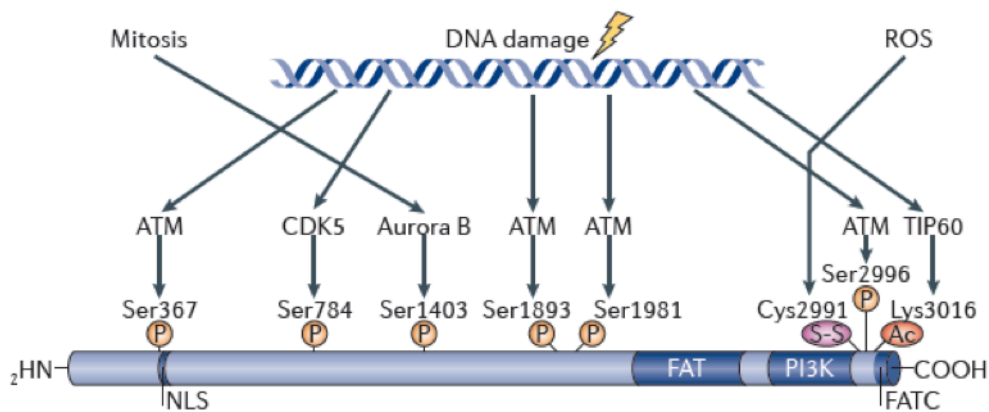 Mitosis DNA damage ROS
ATM CDK5 Aurora B ATM ATM ATM TIP60
Ser2996
Ser367 Ser784 Ser1403 Ser1893 Ser1981 Cys2991 P Lys3016
P P P P P S-S Ac
₂HN FAT PI3K COOH
NLS FATC